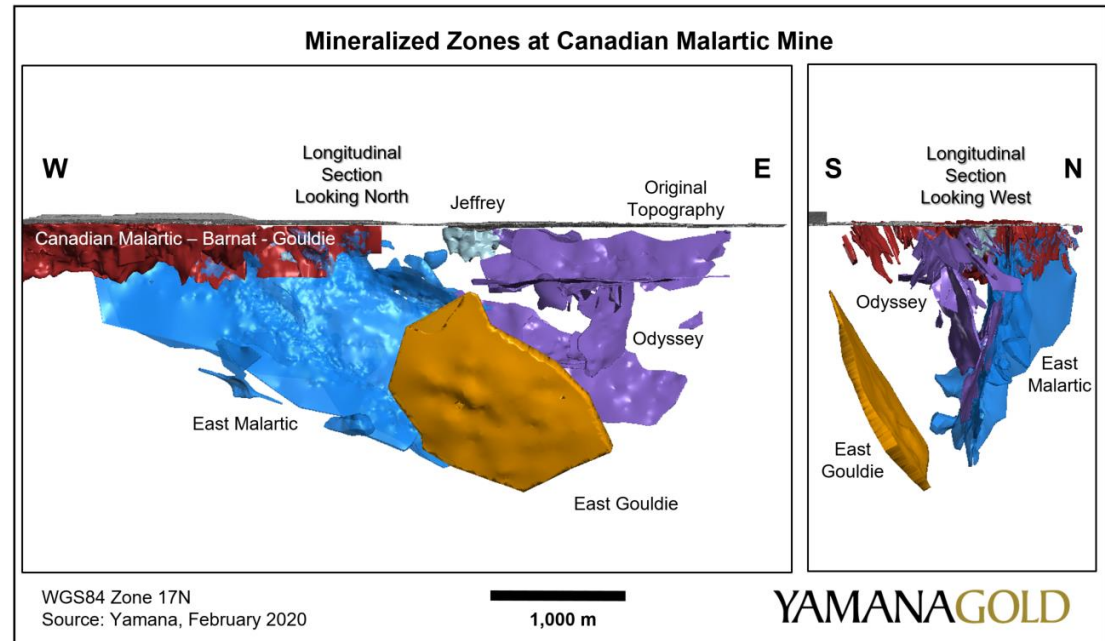 Mineralized Zones at Canadian Malartic Mine
W
Longitudinal
Section
Looking North
E
Jeffrey
Original
Topography
Canadian Malartic – Barnat - Gouldie
Odyssey
East Malartic
East Gouldie
S
Longitudinal
Section
Looking West
N
Odyssey
East
Malartic
East
Gouldie
WGS84 Zone 17N
Source: Yamana, February 2020
1,000 m
YAMANAGOLD